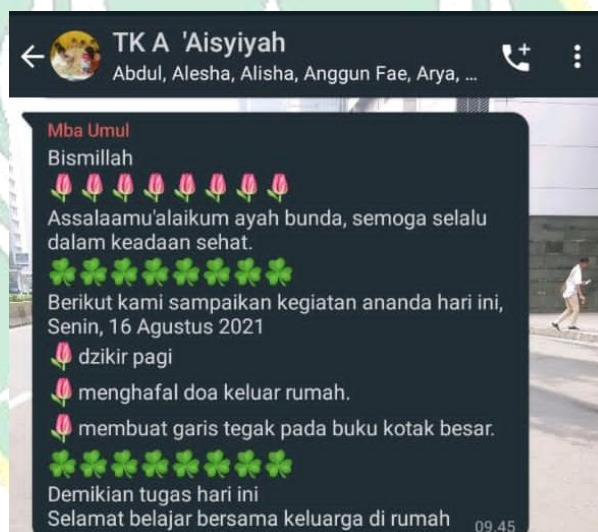 TK A 'Aisyiyah
Abdul, Alesha, Alisha, Anggun Fae, Arya, ...
Mba Umul
Bismillah
🌷🌷🌷🌷🌷🌷🌷🌷
Assalaamu'alaikum ayah bunda, semoga selalu
dalam keadaan sehat.
☘☘☘☘☘☘☘☘
Berikut kami sampaikan kegiatan ananda hari ini,
Senin, 16 Agustus 2021
🌷 dzikir pagi
🌷 menghafal doa keluar rumah.
🌷 membuat garis tegak pada buku kotak besar.
☘☘☘☘☘☘☘☘
Demikian tugas hari ini
Selamat belajar bersama keluarga di rumah 09.45